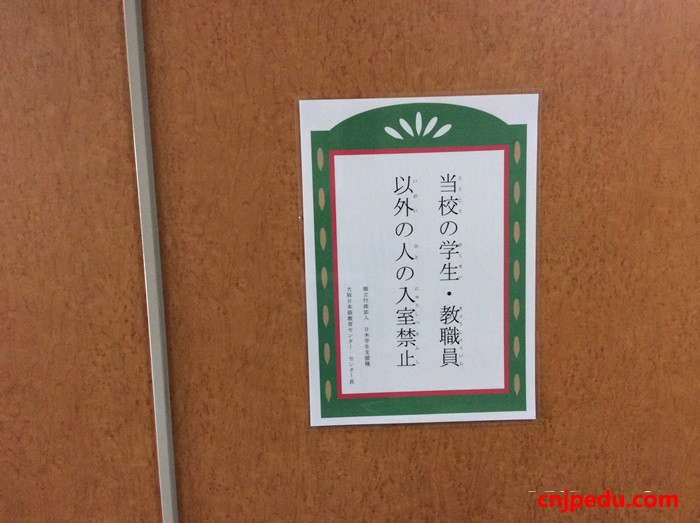 当校の学生・教職員
以外の人の入室禁止
独立行政法人 日本学生支援機
大阪日本語教育センター センター長
cnjpedu.com